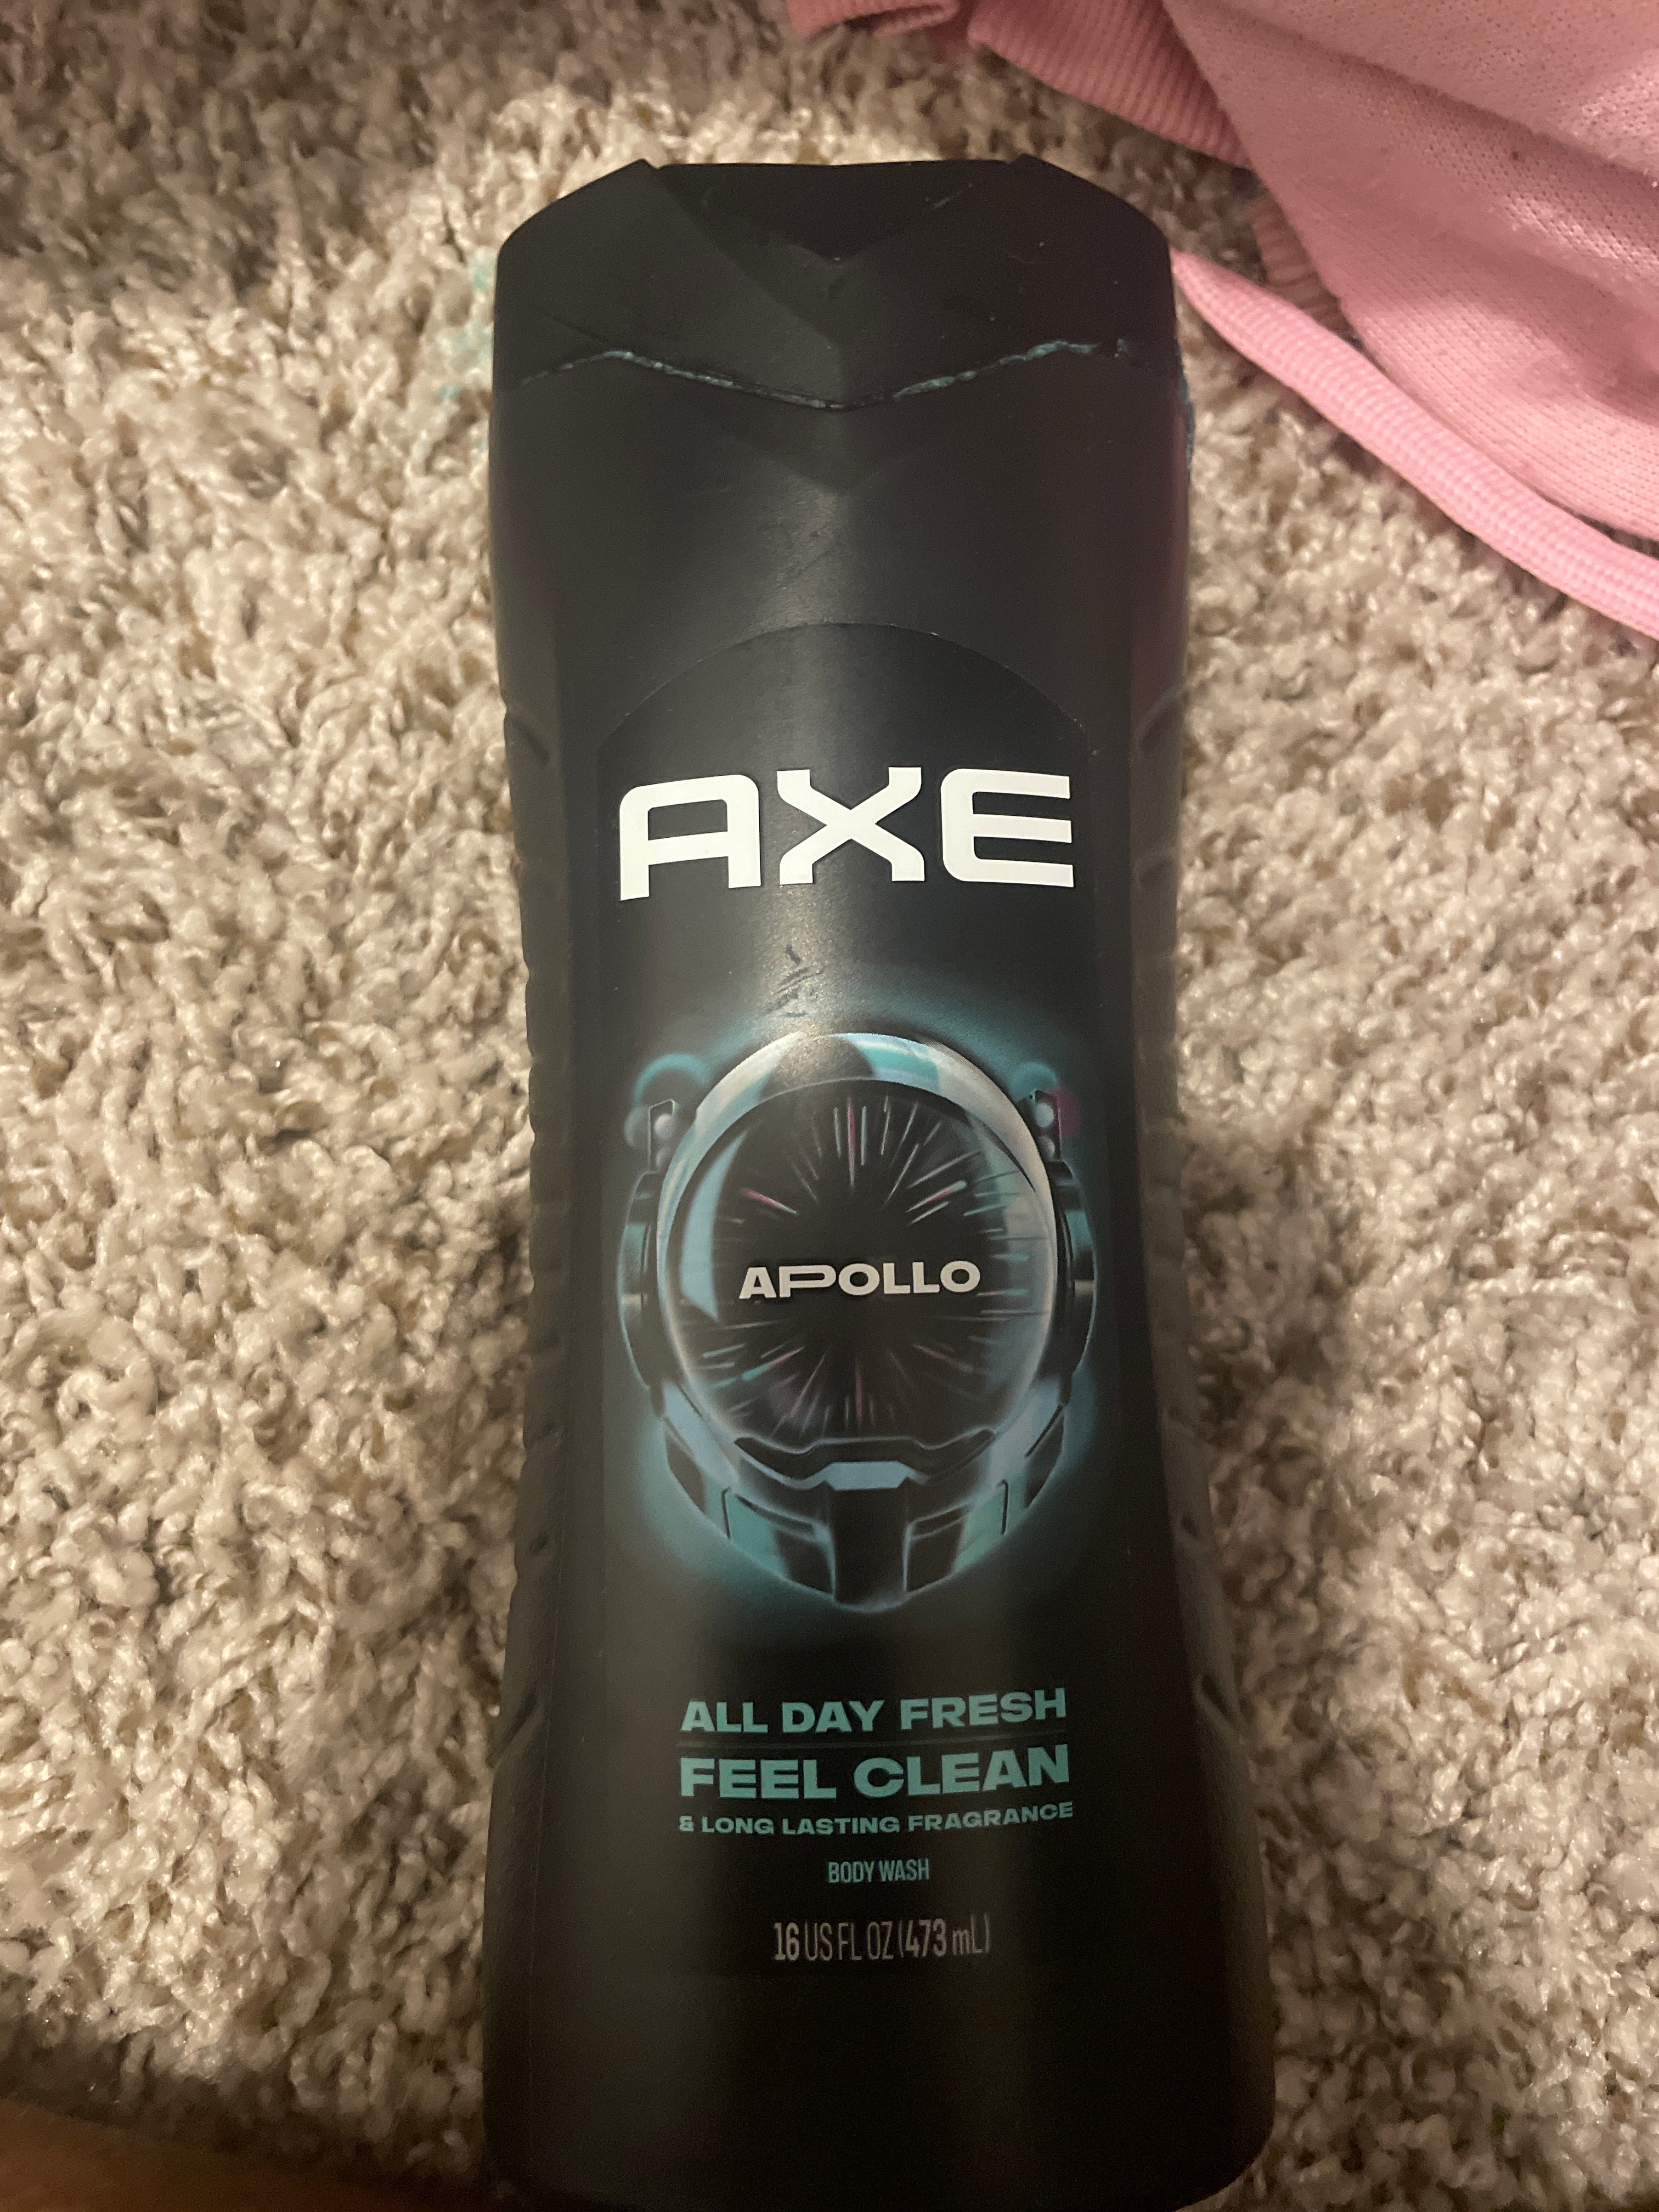 AXE
APOLLO
ALL DAY FRESH
FEEL CLEAN
& LONG LASTING FRAGRANCE
BODY WASH
16 US FL OZ (473 mL)